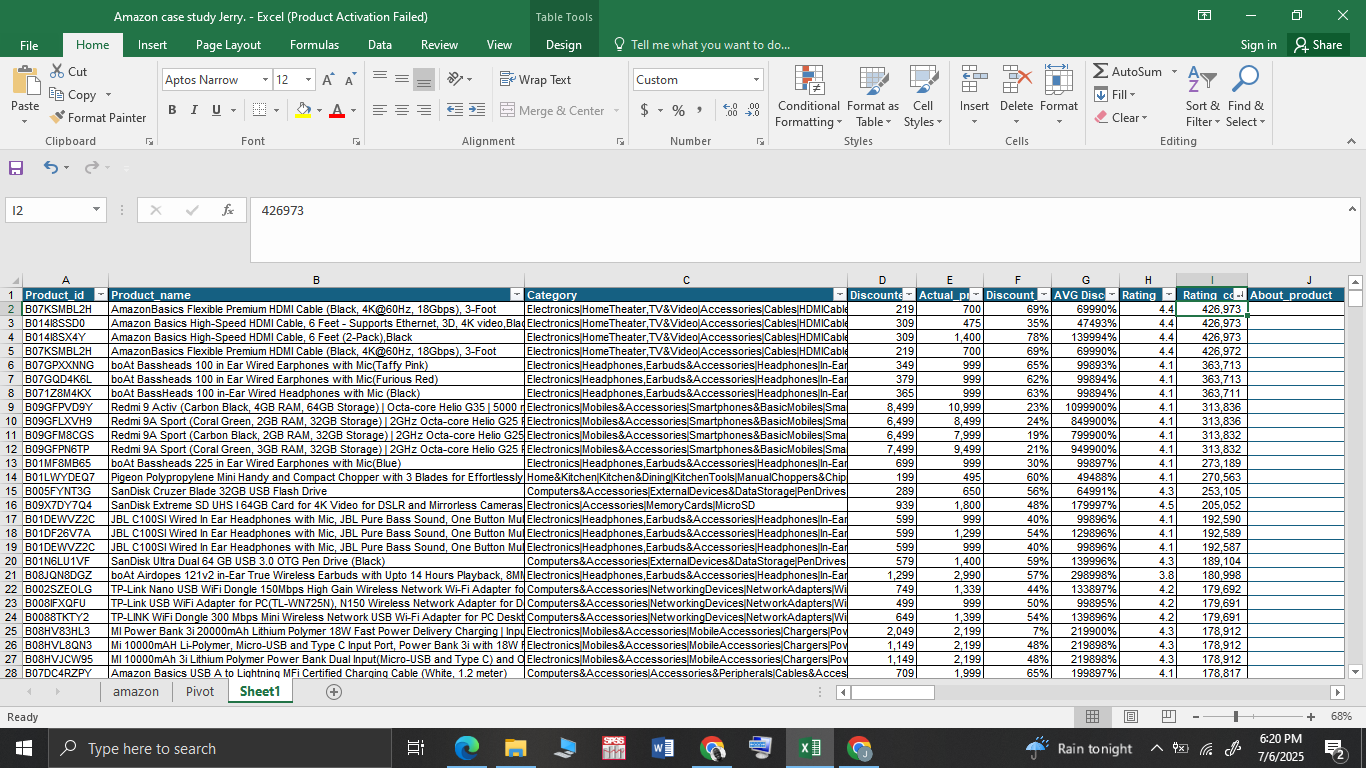 Amazon case study Jerry. - Excel (Product Activation Failed)
Table Tools
File Home Insert Page Layout Formulas Data Review View Design Tell me what you want to do... Sign in Share
Cut
Copy
Format Painter
Paste
Clipboard
Aptos Narrow 12 A A
B I U A
Font
Wrap Text
Merge & Center
Alignment
Custom
$ % ,
Number
Conditional Formatting
Format as Table
Cell Styles
Styles
Insert Delete Format
Cells
AutoSum
Fill
Clear
Sort & Filter
Find & Select
Editing
I2 fx 426973
A B C D E F G H I J
1 Product_id Product_name Category Discounte Actual_pr Discount_ AVG Disc Rating Rating_co About_product
2 B07KSMBL2H AmazonBasics Flexible Premium HDMI Cable (Black, 4K@60Hz, 18Gbps), 3-Foot Electronics|HomeTheater,TV&Video|Accessories|Cables|HDMICable 219 700 69% 69990% 4.4 426,973
3 B014I8SSD0 Amazon Basics High-Speed HDMI Cable, 6 Feet - Supports Ethernet, 3D, 4K video,Blac Electronics|HomeTheater,TV&Video|Accessories|Cables|HDMICable 309 475 35% 47493% 4.4 426,973
4 B014I8SX4Y Amazon Basics High-Speed HDMI Cable, 6 Feet (2-Pack),Black Electronics|HomeTheater,TV&Video|Accessories|Cables|HDMICable 309 1,400 78% 139994% 4.4 426,973
5 B07KSMBL2H AmazonBasics Flexible Premium HDMI Cable (Black, 4K@60Hz, 18Gbps), 3-Foot Electronics|HomeTheater,TV&Video|Accessories|Cables|HDMICable 219 700 69% 69990% 4.4 426,972
6 B07GPXXNNG boAt Bassheads 100 in Ear Wired Earphones with Mic(Taffy Pink) Electronics|Headphones,Earbuds&Accessories|Headphones|In-Ear 349 999 65% 99893% 4.1 363,713
7 B07GQD4K6L boAt Bassheads 100 in Ear Wired Earphones with Mic(Furious Red) Electronics|Headphones,Earbuds&Accessories|Headphones|In-Ear 379 999 62% 99894% 4.1 363,713
8 B071Z8M4KX boAt BassHeads 100 in-Ear Wired Headphones with Mic (Black) Electronics|Headphones,Earbuds&Accessories|Headphones|In-Ear 365 999 63% 99894% 4.1 363,711
9 B09GFPVD9Y Redmi 9 Activ (Carbon Black, 4GB RAM, 64GB Storage) | Octa-core Helio G35 | 5000 r Electronics|Mobiles&Accessories|Smartphones&BasicMobiles|Sma 8,499 10,999 23% 1099900% 4.1 313,836
10 B09GFLXVH9 Redmi 9A Sport (Coral Green, 2GB RAM, 32GB Storage) | 2GHz Octa-core Helio G25 F Electronics|Mobiles&Accessories|Smartphones&BasicMobiles|Sma 6,499 8,499 24% 849900% 4.1 313,836
11 B09GFM8CGS Redmi 9A Sport (Carbon Black, 2GB RAM, 32GB Storage) | 2GHz Octa-core Helio G25 Electronics|Mobiles&Accessories|Smartphones&BasicMobiles|Sma 6,499 7,999 19% 799900% 4.1 313,832
12 B09GFPN6TP Redmi 9A Sport (Coral Green, 3GB RAM, 32GB Storage) | 2GHz Octa-core Helio G25 F Electronics|Mobiles&Accessories|Smartphones&BasicMobiles|Sma 7,499 9,499 21% 949900% 4.1 313,832
13 B01MF8MB65 boAt Bassheads 225 in Ear Wired Earphones with Mic(Blue) Electronics|Headphones,Earbuds&Accessories|Headphones|In-Ear 699 999 30% 99897% 4.1 273,189
14 B01LWYDEQ7 Pigeon Polypropylene Mini Handy and Compact Chopper with 3 Blades for Effortlessly Home&Kitchen|Kitchen&Dining|KitchenTools|ManualChoppers&Chip 199 495 60% 49488% 4.1 270,563
15 B005FYNT3G SanDisk Cruzer Blade 32GB USB Flash Drive Computers&Accessories|ExternalDevices&DataStorage|PenDrives 289 650 56% 64991% 4.3 253,105
16 B09X7DY7Q4 SanDisk Extreme SD UHS I 64GB Card for 4K Video for DSLR and Mirrorless Cameras Electronics|Accessories|MemoryCards|MicroSD 939 1,800 48% 179997% 4.5 205,052
17 B01DEWVZ2C JBL C100SI Wired In Ear Headphones with Mic, JBL Pure Bass Sound, One Button Mul Electronics|Headphones,Earbuds&Accessories|Headphones|In-Ear 599 999 40% 99896% 4.1 192,590
18 B01DF26V7A JBL C100SI Wired In Ear Headphones with Mic, JBL Pure Bass Sound, One Button Mul Electronics|Headphones,Earbuds&Accessories|Headphones|In-Ear 599 1,299 54% 129896% 4.1 192,589
19 B01DEWVZ2C JBL C100SI Wired In Ear Headphones with Mic, JBL Pure Bass Sound, One Button Mul Electronics|Headphones,Earbuds&Accessories|Headphones|In-Ear 599 999 40% 99896% 4.1 192,587
20 B01N6LU1VF SanDisk Ultra Dual 64 GB USB 3.0 OTG Pen Drive (Black) Computers&Accessories|ExternalDevices&DataStorage|PenDrives 579 1,400 59% 139996% 4.3 189,104
21 B08JQN8DGZ boAt Airdopes 121v2 in-Ear True Wireless Earbuds with Upto 14 Hours Playback, 8MM Electronics|Headphones,Earbuds&Accessories|Headphones|In-Ear 1,299 2,990 57% 298998% 3.8 180,998
22 B002SZEOLG TP-Link Nano USB WiFi Dongle 150Mbps High Gain Wireless Network Wi-Fi Adapter fo Computers&Accessories|NetworkingDevices|NetworkAdapters|Wi 749 1,339 44% 133897% 4.2 179,692
23 B008IFXQFU TP-Link USB WiFi Adapter for PC(TL-WN725N), N150 Wireless Network Adapter for D Computers&Accessories|NetworkingDevices|NetworkAdapters|Wi 499 999 50% 99895% 4.2 179,691
24 B0088TKTY2 TP-LINK WiFi Dongle 300 Mbps Mini Wireless Network USB Wi-Fi Adapter for PC Deskt Computers&Accessories|NetworkingDevices|NetworkAdapters|Wi 649 1,399 54% 139896% 4.2 179,691
25 B08HV83HL3 MI Power Bank 3i 20000mAh Lithium Polymer 18W Fast Power Delivery Charging | Inpu Electronics|Mobiles&Accessories|MobileAccessories|Chargers|Pov 2,049 2,199 7% 219900% 4.3 178,912
26 B08HVL8QN3 Mi 10000mAH Li-Polymer, Micro-USB and Type C Input Port, Power Bank 3i with 18W F Electronics|Mobiles&Accessories|MobileAccessories|Chargers|Pov 1,149 2,199 48% 219898% 4.3 178,912
27 B08HVJCW95 MI 10000mAh 3i Lithium Polymer Power Bank Dual Input(Micro-USB and Type C) and O Electronics|Mobiles&Accessories|MobileAccessories|Chargers|Pov 1,149 2,199 48% 219898% 4.3 178,912
28 B07DC4RZPY Amazon Basics USB A to Lightning MFi Certified Charging Cable (White, 1.2 meter) Computers&Accessories|Accessories&Peripherals|Cables&Acces 709 1,999 65% 199897% 4.1 178,817
amazon Pivot Sheet1
Ready 68%
Type here to search
SPSS
Rain tonight
6:20 PM
7/6/2025
2